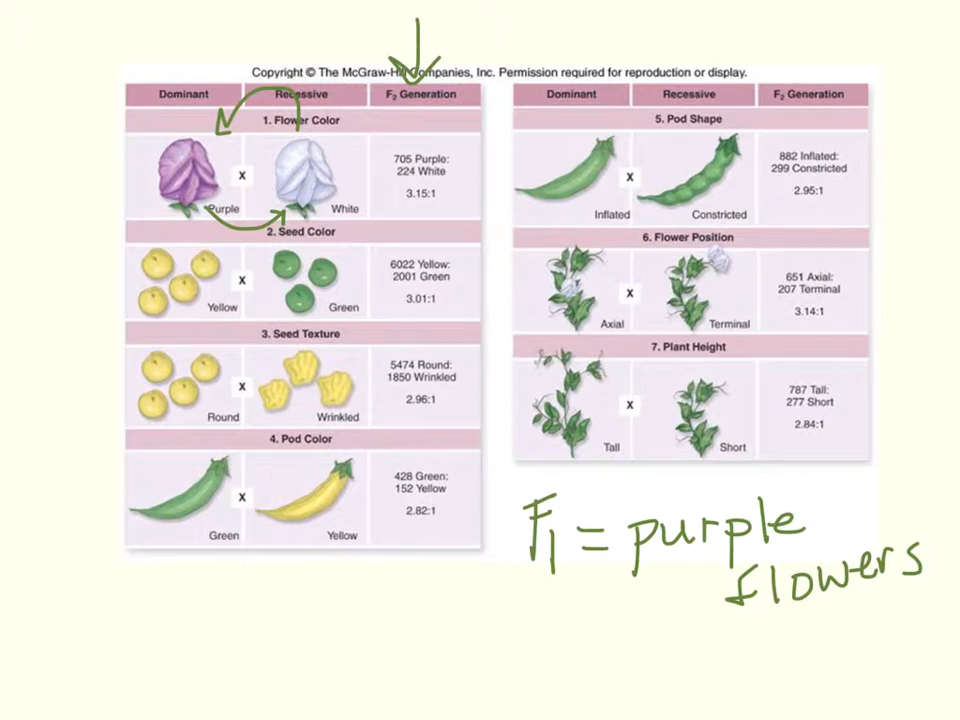 Copyright © The McGraw-Hill Companies, Inc. Permission required for reproduction or display.
Dominant Recessive F₂ Generation
1. Flower Color
X
Purple White
705 Purple:
224 White
3.15:1
2. Seed Color
X
Yellow Green
6022 Yellow:
2001 Green
3.01:1
3. Seed Texture
X
Round Wrinkled
5474 Round:
1850 Wrinkled
2.96:1
4. Pod Color
X
Green Yellow
428 Green:
152 Yellow
2.82:1
Dominant Recessive F₂ Generation
5. Pod Shape
X
Inflated Constricted
882 Inflated:
299 Constricted
2.95:1
6. Flower Position
X
Axial Terminal
651 Axial:
207 Terminal
3.14:1
7. Plant Height
X
Tall Short
787 Tall:
277 Short
2.84:1
F₁ = purple
flowers